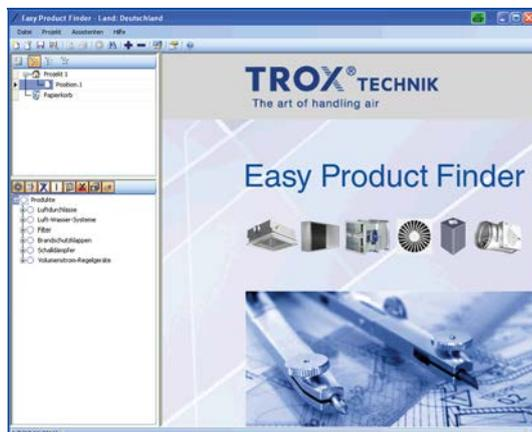 Easy Product Finder - Land: Deutschland
Datei Projekt Assistenten Hilfe
Projekt 1
Position.1
Papierkorb
TROX® TECHNIK
The art of handling air
Easy Product Finder
Produkte
Luftdurchlässe
Luft-Wasser-Systeme
Filter
Brandschutzklappen
Schalldämpfer
Volumenstrom-Regelgeräte